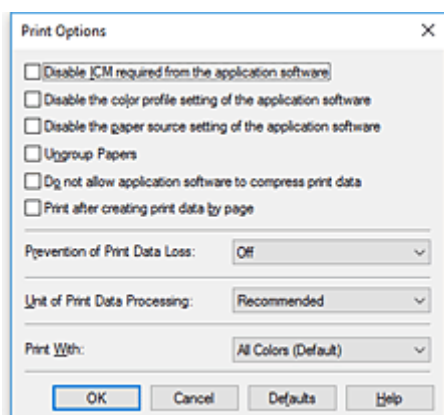 Print Options
Disable ICM required from the application software
Disable the color profile setting of the application software
Disable the paper source setting of the application software
Ungroup Papers
Do not allow application software to compress print data
Print after creating print data by page
Prevention of Print Data Loss: Off
Unit of Print Data Processing: Recommended
Print With: All Colors (Default)
OK Cancel Defaults Help